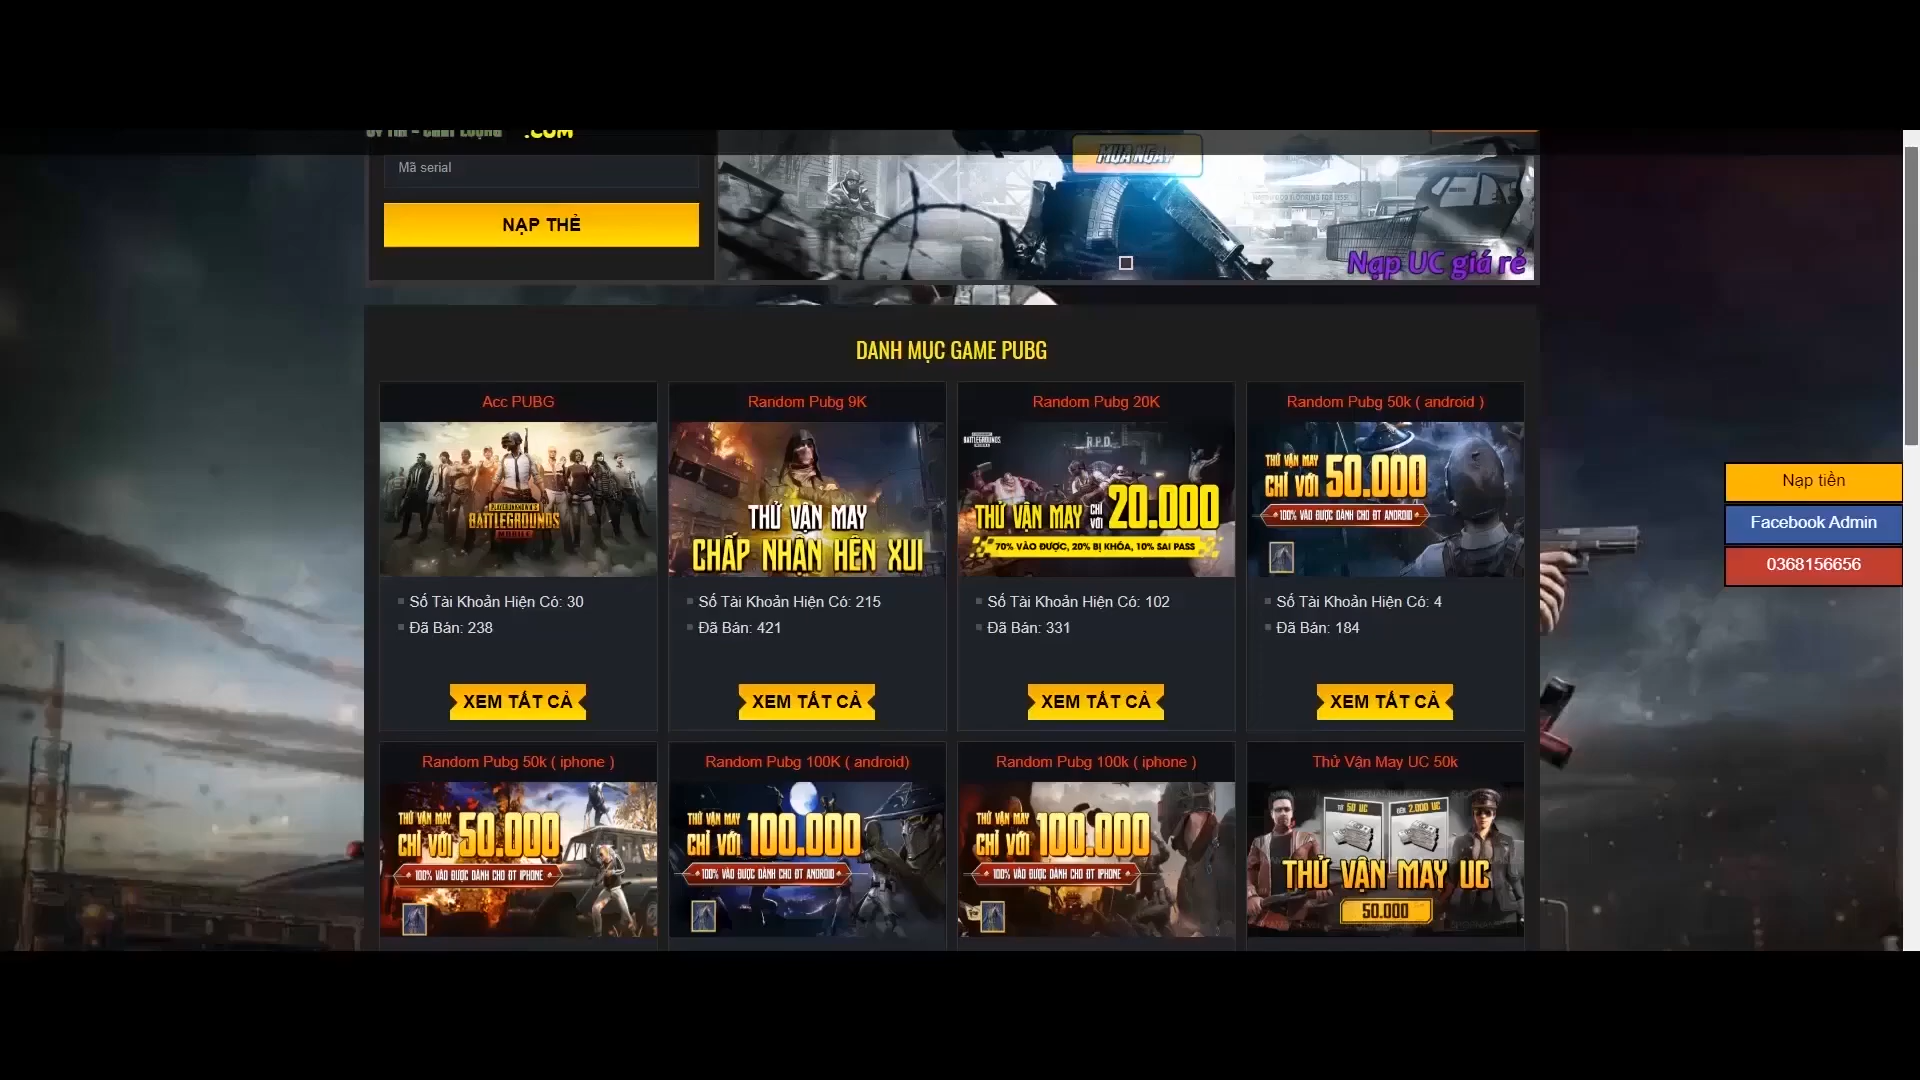 UY TÍN - CHẤT LƯỢNG .COM
MUA NGAY
Mã serial
NẠP THẺ
Nạp UC giá rẻ
DANH MỤC GAME PUBG
Acc PUBG
Random Pubg 9K
Random Pubg 20K
Random Pubg 50k ( android )
PLAYERUNKNOWN'S
BATTLEGROUNDS
MOBILE
THỬ VẬN MAY
CHẤP NHẬN HÊN XUI
BATTLEGROUNDS
R.P.D.
THỬ VẬN MAY CHỈ VỚI 20.000
70% VÀO ĐƯỢC, 20% BỊ KHÓA, 10% SAI PASS
THỬ VẬN MAY
CHỈ VỚI 50.000
100% VÀO ĐƯỢC DÀNH CHO ĐT ANDROID
Nạp tiền
Facebook Admin
0368156656
Số Tài Khoản Hiện Có: 30
Đã Bán: 238
Số Tài Khoản Hiện Có: 215
Đã Bán: 421
Số Tài Khoản Hiện Có: 102
Đã Bán: 331
Số Tài Khoản Hiện Có: 4
Đã Bán: 184
XEM TẤT CẢ
XEM TẤT CẢ
XEM TẤT CẢ
XEM TẤT CẢ
Random Pubg 50k ( iphone )
Random Pubg 100K ( android)
Random Pubg 100k ( iphone )
Thử Vận May UC 50k
THỬ VẬN MAY
CHỈ VỚI 50.000
100% VÀO ĐƯỢC DÀNH CHO ĐT IPHONE
THỬ VẬN MAY
CHỈ VỚI 100.000
100% VÀO ĐƯỢC DÀNH CHO ĐT ANDROID
THỬ VẬN MAY
CHỈ VỚI 100.000
100% VÀO ĐƯỢC DÀNH CHO ĐT IPHONE
TỪ 50 UC
ĐẾN 2.000 UC
THỬ VẬN MAY UC
50.000